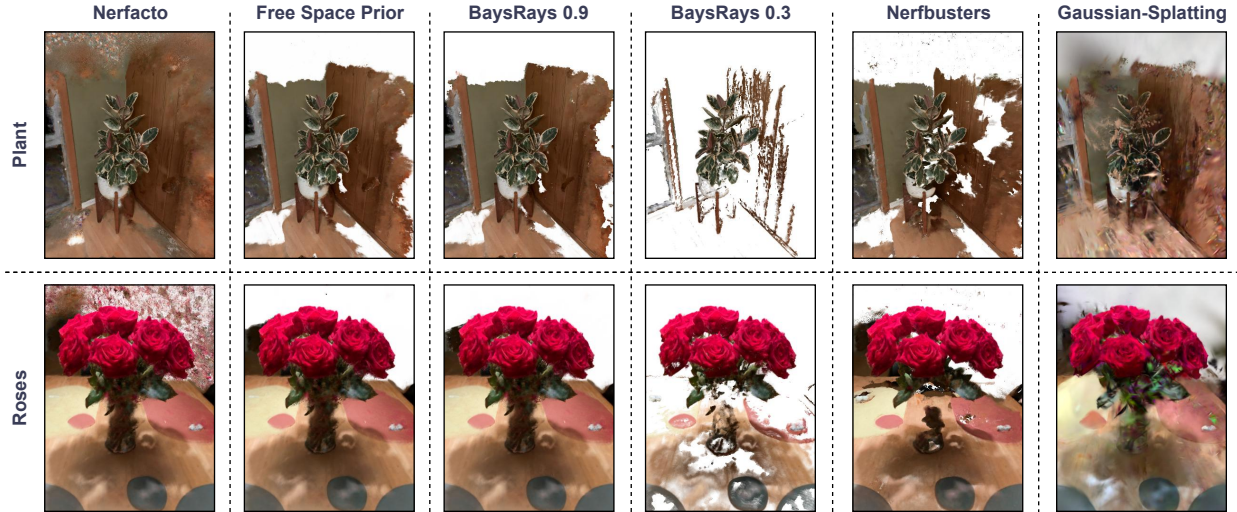 Nerfacto
Free Space Prior
BaysRays 0.9
BaysRays 0.3
Nerfbusters
Gaussian-Splatting
Plant
Roses